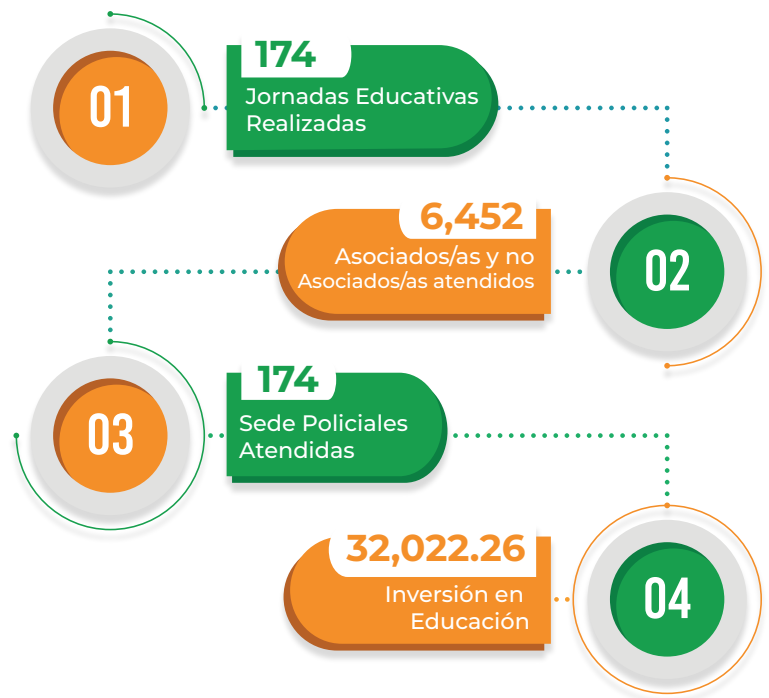 01
174
Jornadas Educativas
Realizadas
6,452
Asociados/as y no
Asociados/as atendidos
02
03
174
Sede Policiales
Atendidas
32,022.26
Inversión en
Educación
04